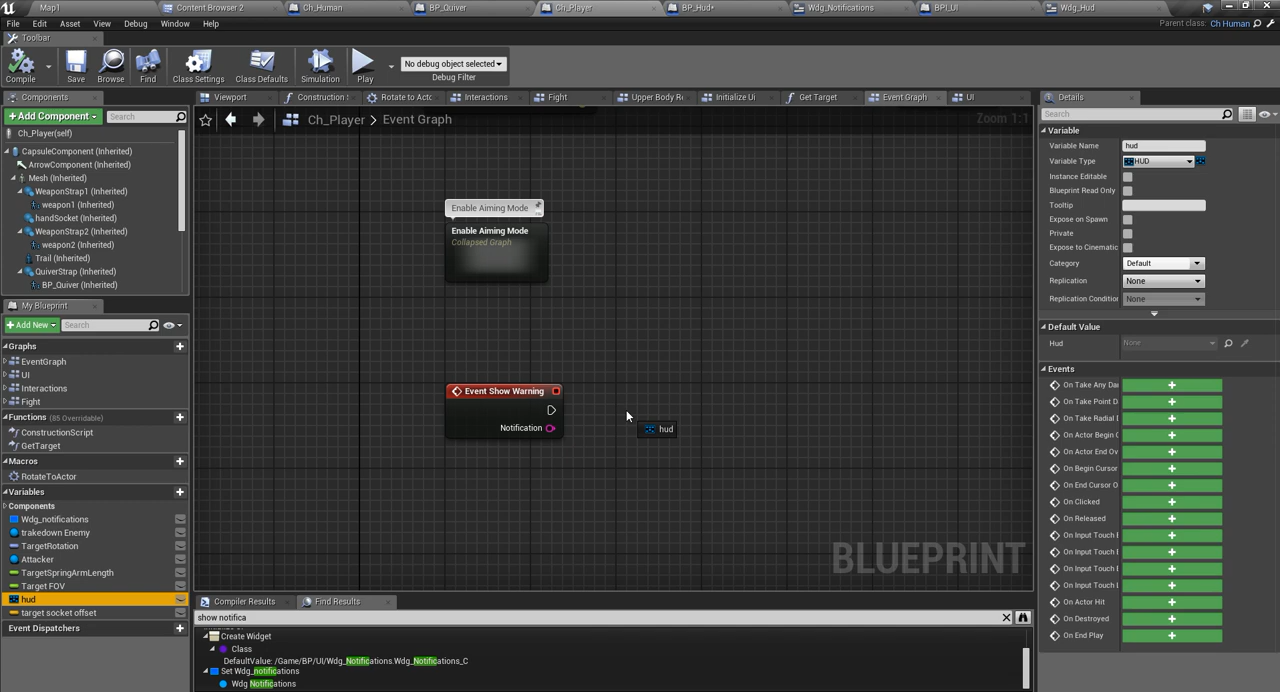 Map1 Content Browser 2 Ch_Human BP_Quiver Ch_Player BP_Hud* Wdg_Notifications BPI_UI Wdg_Hud
File Edit Asset View Debug Window Help Parent class: Ch Human
Toolbar
Compile Save Browse Find Class Settings Class Defaults Simulation Play No debug object selected
Debug Filter
Components
Add Component Search
Ch_Player(self)
CapsuleComponent (Inherited)
ArrowComponent (Inherited)
Mesh (Inherited)
WeaponStrap1 (Inherited)
weapon1 (Inherited)
handSocket (Inherited)
WeaponStrap2 (Inherited)
weapon2 (Inherited)
Trail (Inherited)
QuiverStrap (Inherited)
BP_Quiver (Inherited)
My Blueprint
Add New Search
Graphs
EventGraph
UI
Interactions
Fight
Functions (85 Overridable)
ConstructionScript
GetTarget
Macros
RotateToActor
Variables
Components
Wdg_notifications
trakedown Enemy
TargetRotation
Attacker
TargetSpringArmLength
Target FOV
hud
target socket offset
Event Dispatchers
Viewport Construction S Rotate to Acto Interactions Fight Upper Body Ro Initialize Ui Get Target Event Graph UI
Ch_Player > Event Graph Zoom 1:1
Enable Aiming Mode
Enable Aiming Mode
Collapsed Graph
Event Show Warning
Notification
hud
BLUEPRINT
Compiler Results Find Results
show notifica
Create Widget
Class
DefaultValue: /Game/BP/UI/Wdg_Notifications.Wdg_Notifications_C
Set Wdg_notifications
Wdg Notifications
Details
Search
Variable
Variable Name hud
Variable Type HUD
Instance Editable
Blueprint Read Only
Tooltip
Expose on Spawn
Private
Expose to Cinematic
Category Default
Replication None
Replication Condition None
Default Value
Hud None
Events
On Take Any Da
On Take Point D
On Take Radial D
On Actor Begin O
On Actor End Ov
On Begin Cursor
On End Cursor O
On Clicked
On Released
On Input Touch B
On Input Touch E
On Input Touch E
On Input Touch L
On Actor Hit
On Destroyed
On End Play